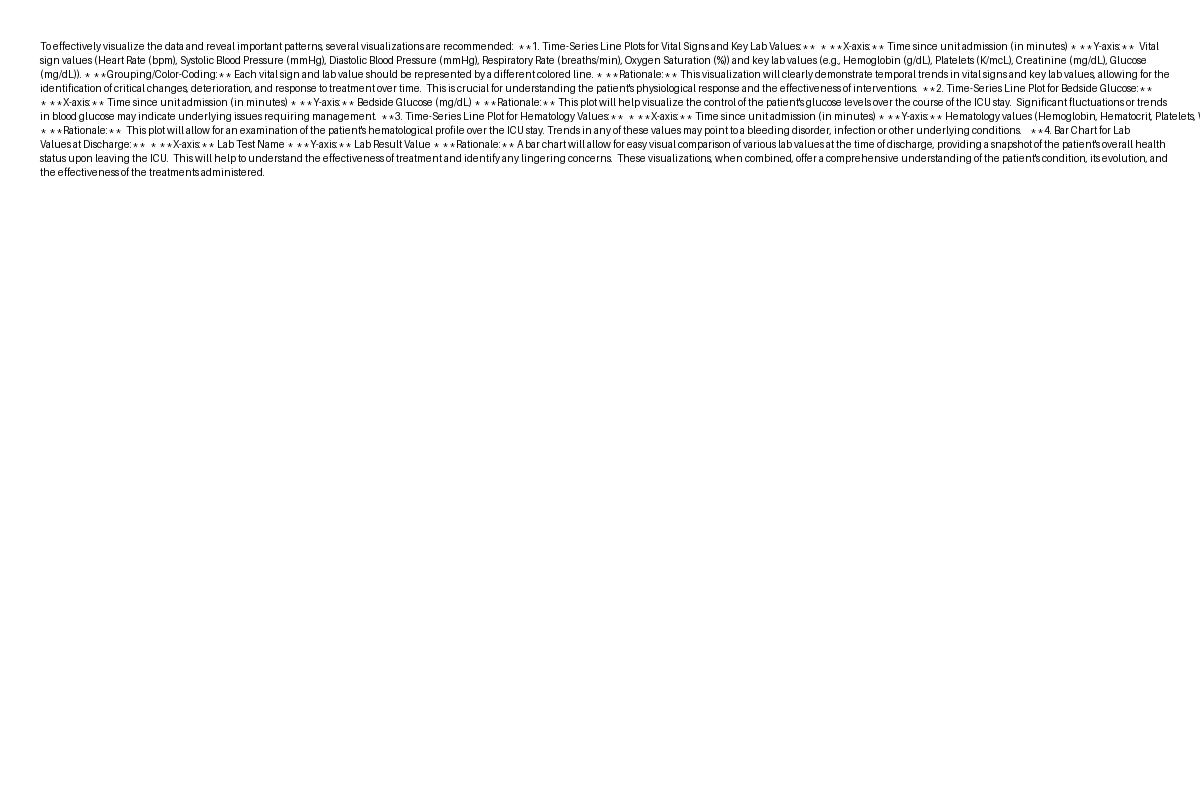 To effectively visualize the data and reveal important patterns, several visualizations are recommended:  **1. Time-Series Line Plots for Vital Signs and Key Lab Values:**  * **X-axis:** Time since unit admission (in minutes) * **Y-axis:**  Vital
sign values (Heart Rate (bpm), Systolic Blood Pressure (mmHg), Diastolic Blood Pressure (mmHg), Respiratory Rate (breaths/min), Oxygen Saturation (%)) and key lab values (e.g., Hemoglobin (g/dL), Platelets (K/mcL), Creatinine (mg/dL), Glucose
(mg/dL)). * **Grouping/Color-Coding:** Each vital sign and lab value should be represented by a different colored line. * **Rationale:** This visualization will clearly demonstrate temporal trends in vital signs and key lab values, allowing for the
identification of critical changes, deterioration, and response to treatment over time.  This is crucial for understanding the patient's physiological response and the effectiveness of interventions.  **2. Time-Series Line Plot for Bedside Glucose:**
* **X-axis:** Time since unit admission (in minutes) * **Y-axis:** Bedside Glucose (mg/dL) * **Rationale:** This plot will help visualize the control of the patient's glucose levels over the course of the ICU stay.  Significant fluctuations or trends
in blood glucose may indicate underlying issues requiring management.  **3. Time-Series Line Plot for Hematology Values:**  * **X-axis:** Time since unit admission (in minutes) * **Y-axis:** Hematology values (Hemoglobin, Hematocrit, Platelets,
* **Rationale:**  This plot will allow for an examination of the patient's hematological profile over the ICU stay. Trends in any of these values may point to a bleeding disorder, infection or other underlying conditions.   **4. Bar Chart for Lab
Values at Discharge:**  * **X-axis:** Lab Test Name * **Y-axis:** Lab Result Value  * **Rationale:** A bar chart will allow for easy visual comparison of various lab values at the time of discharge, providing a snapshot of the patient's overall health
status upon leaving the ICU.  This will help to understand the effectiveness of treatment and identify any lingering concerns.  These visualizations, when combined, offer a comprehensive understanding of the patient's condition, its evolution, and
the effectiveness of the treatments administered.